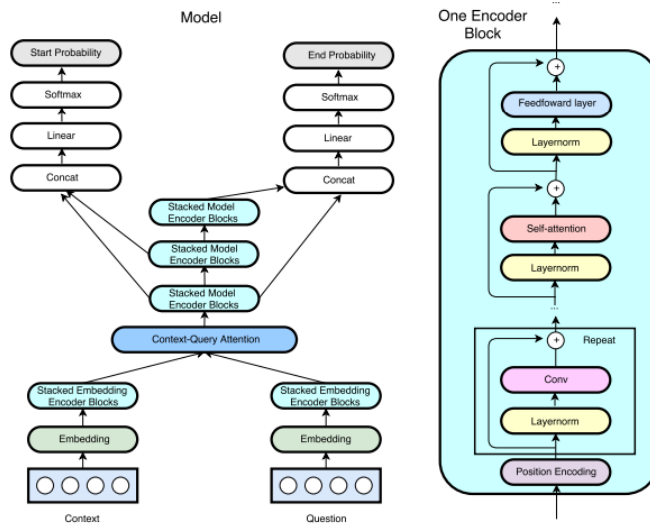 Model
Start Probability
Softmax
Linear
Concat
End Probability
Softmax
Linear
Concat
Stacked Model
Encoder Blocks
Stacked Model
Encoder Blocks
Stacked Model
Encoder Blocks
Context-Query Attention
Stacked Embedding
Encoder Blocks
Stacked Embedding
Encoder Blocks
Embedding
Embedding
Context
Question
One Encoder
Block
...
+
Feedfoward layer
Layernorm
+
Self-attention
Layernorm
...
+
Repeat
Conv
Layernorm
Position Encoding
...